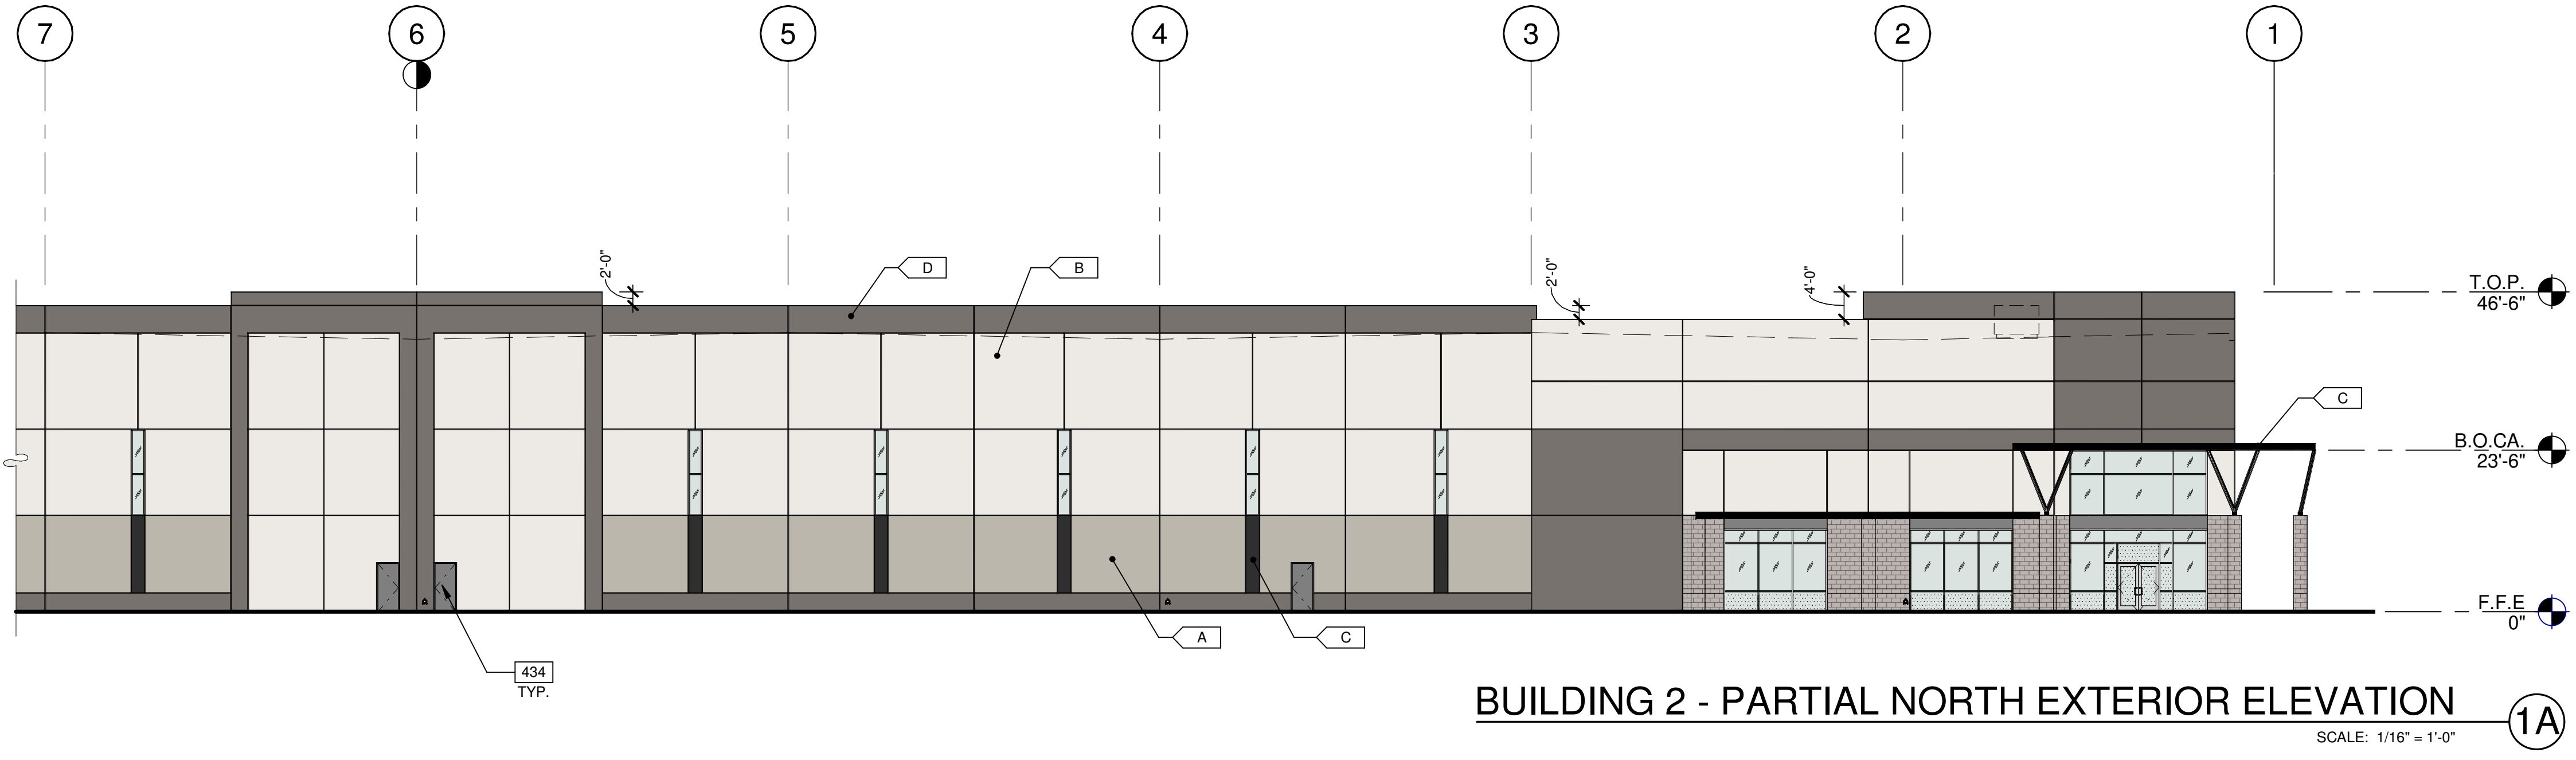 7 6 5 4 3 2 1
2'-0"
D
B
2'-0"
4'-0"
T.O.P.
46'-6"
C
B.O.CA.
23'-6"
F.F.E
0"
A
C
434
TYP.
BUILDING 2 - PARTIAL NORTH EXTERIOR ELEVATION
1A
SCALE: 1/16" = 1'-0"